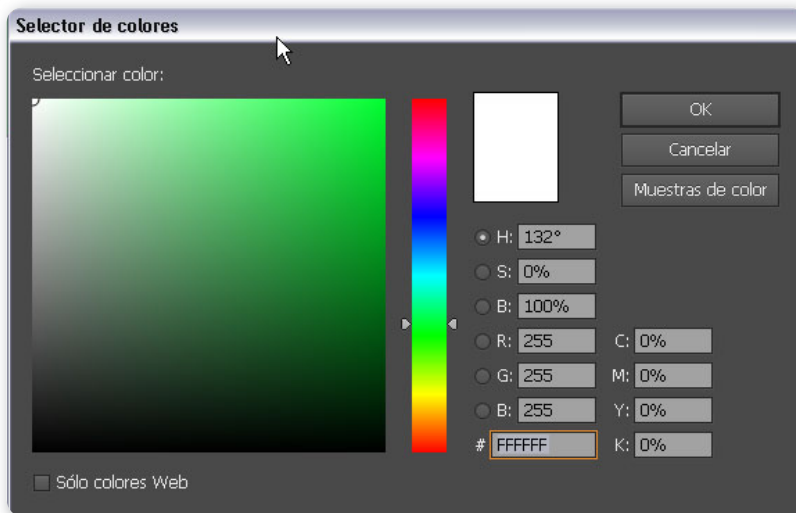 Selector de colores
Seleccionar color:
OK
Cancelar
Muestras de color
H: 132°
S: 0%
B: 100%
R: 255 C: 0%
G: 255 M: 0%
B: 255 Y: 0%
# FFFFFF K: 0%
Sólo colores Web